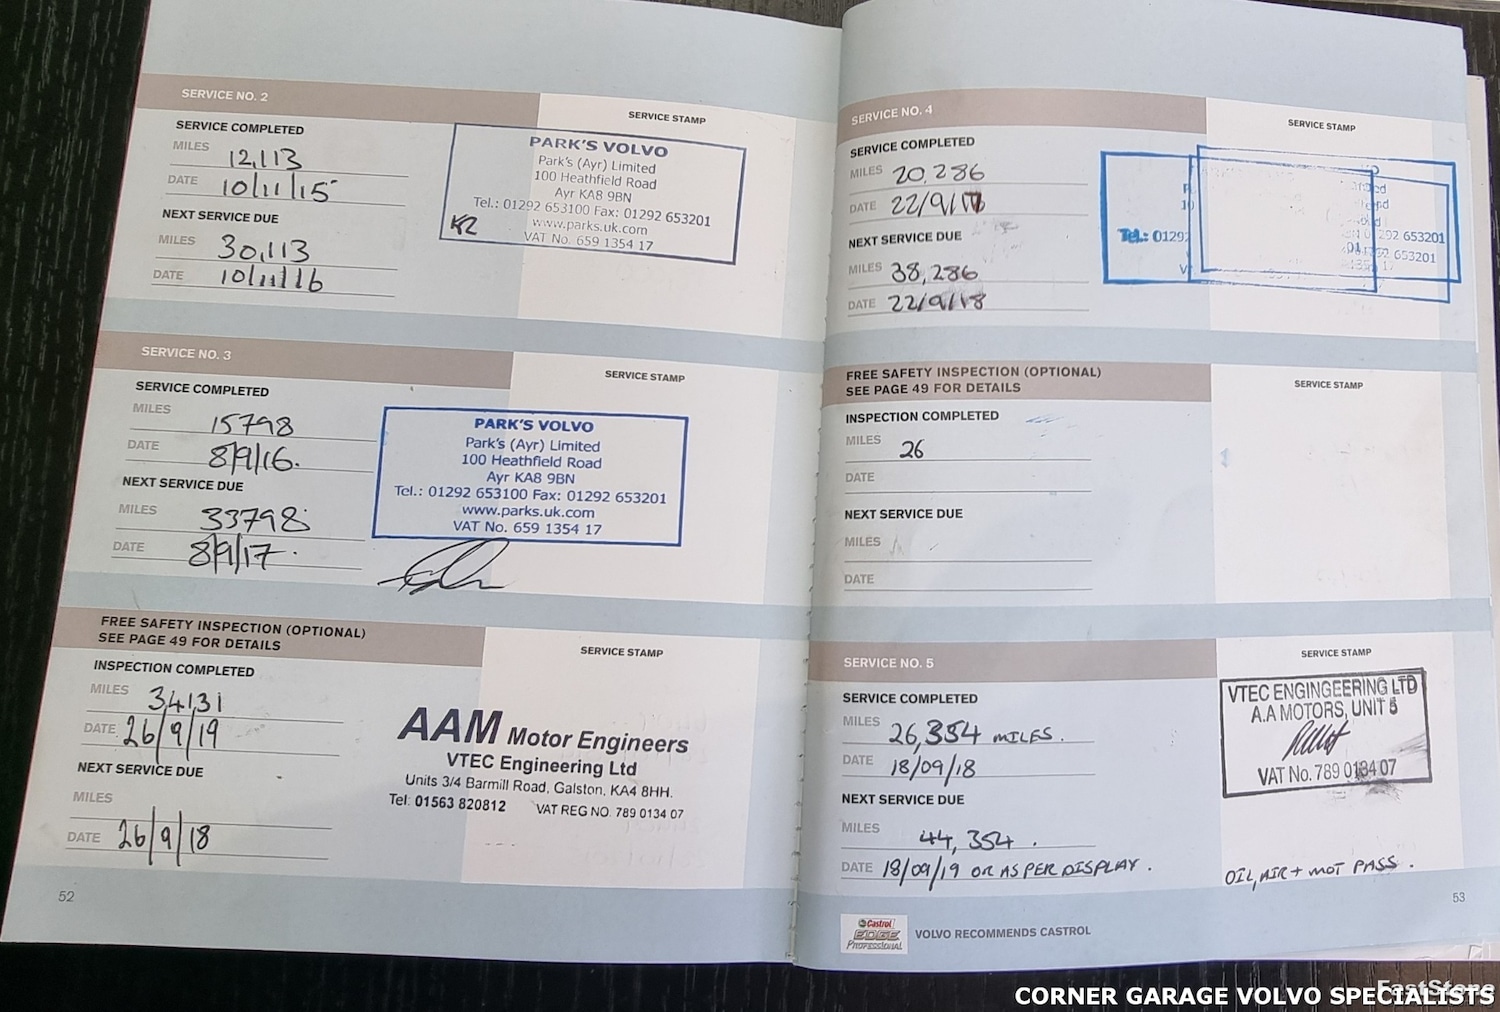 SERVICE NO. 2
SERVICE STAMP
SERVICE COMPLETED
MILES 12,113
DATE 10/11/15
NEXT SERVICE DUE
MILES 30,113
DATE 10/11/16
PARK'S VOLVO
Park's (Ayr) Limited
100 Heathfield Road
Ayr KA8 9BN
Tel.: 01292 653100 Fax: 01292 653201
www.parks.uk.com
VAT No. 659 1354 17
SERVICE NO. 3
SERVICE STAMP
SERVICE COMPLETED
MILES 15798
DATE 8/9/16.
NEXT SERVICE DUE
MILES 33798
DATE 8/9/17.
PARK'S VOLVO
Park's (Ayr) Limited
100 Heathfield Road
Ayr KA8 9BN
Tel.: 01292 653100 Fax: 01292 653201
www.parks.uk.com
VAT No. 659 1354 17
FREE SAFETY INSPECTION (OPTIONAL)
SEE PAGE 49 FOR DETAILS
SERVICE STAMP
INSPECTION COMPLETED
MILES 34131
DATE 26/9/19
NEXT SERVICE DUE
MILES
DATE 26/9/18
AAM Motor Engineers
VTEC Engineering Ltd
Units 3/4 Barmill Road, Galston, KA4 8HH.
Tel: 01563 820812 VAT REG NO. 789 0134 07
52
SERVICE NO. 4
SERVICE STAMP
SERVICE COMPLETED
MILES 20,286
DATE 22/9/17
NEXT SERVICE DUE
MILES 38,286
DATE 22/9/18
Tel.: 01292
653201
653201
FREE SAFETY INSPECTION (OPTIONAL)
SEE PAGE 49 FOR DETAILS
SERVICE STAMP
INSPECTION COMPLETED
MILES 26
DATE
NEXT SERVICE DUE
MILES
DATE
SERVICE NO. 5
SERVICE STAMP
SERVICE COMPLETED
MILES 26,354 MILES.
DATE 18/09/18
NEXT SERVICE DUE
MILES 44,354.
DATE 18/09/19 OR AS PER DISPLAY.
VTEC ENGINGEERING LTD
A.A MOTORS, UNIT 5
VAT No. 789 0134 07
OIL, AIR + MOT PASS.
53
Castrol
EDGE
Professional
VOLVO RECOMMENDS CASTROL
FastStone
CORNER GARAGE VOLVO SPECIALISTS